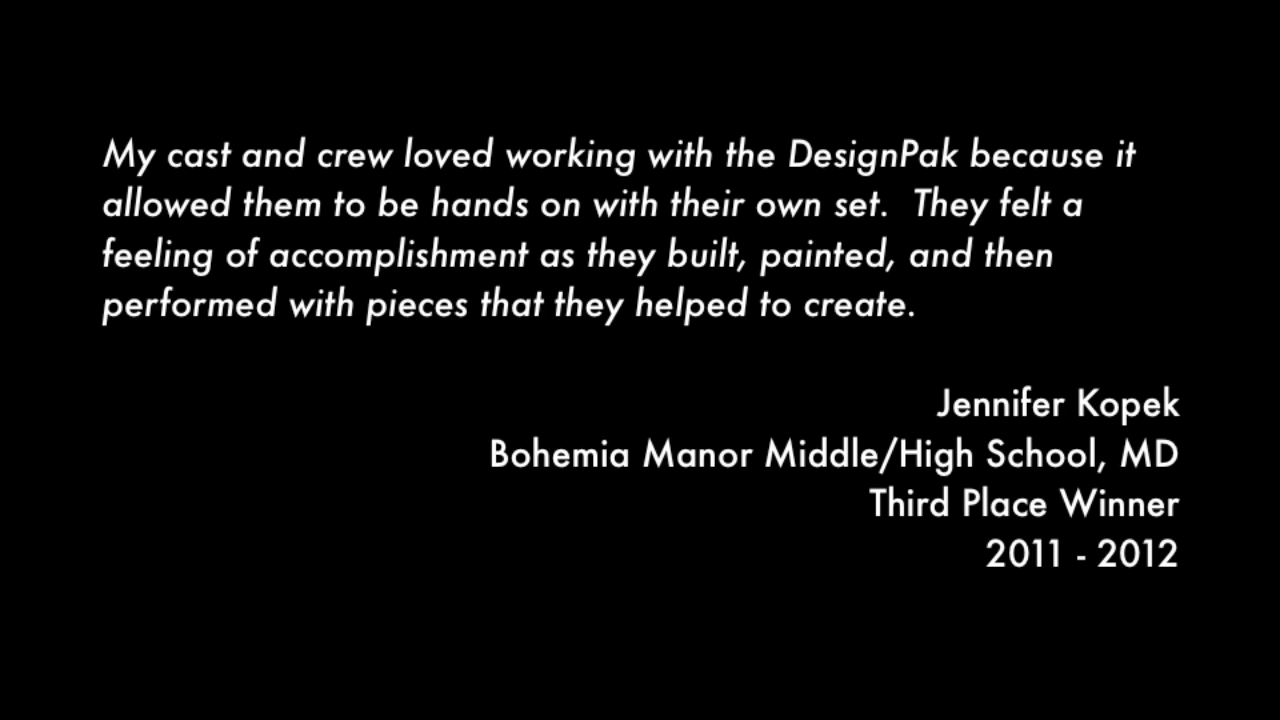 My cast and crew loved working with the DesignPak because it
allowed them to be hands on with their own set.  They felt a
feeling of accomplishment as they built, painted, and then
performed with pieces that they helped to create.
Jennifer Kopek
Bohemia Manor Middle/High School, MD
Third Place Winner
2011 - 2012